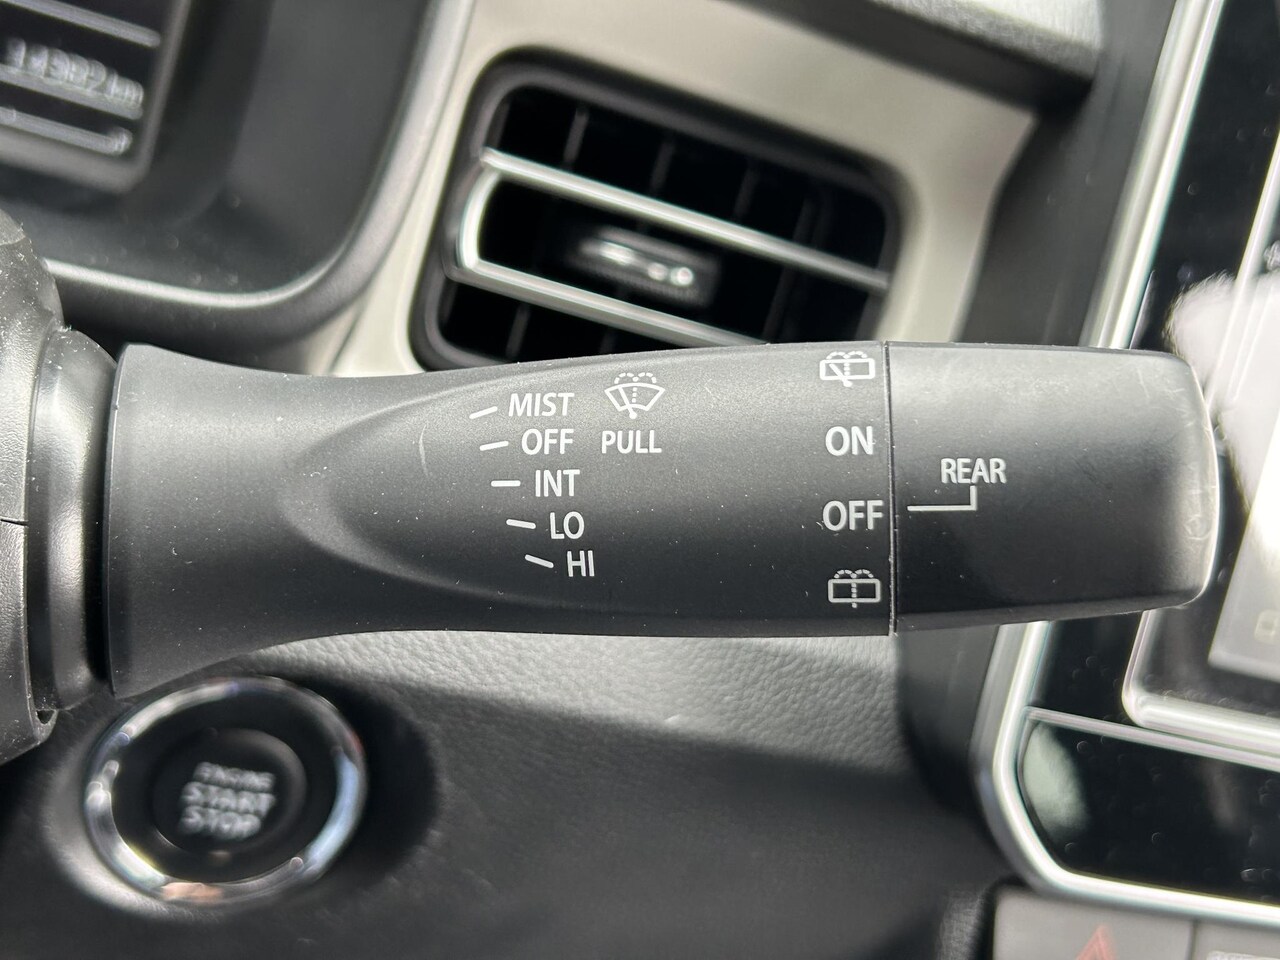 MIST
OFF PULL
INT
LO
HI
ON
OFF
REAR
ENGINE
START
STOP